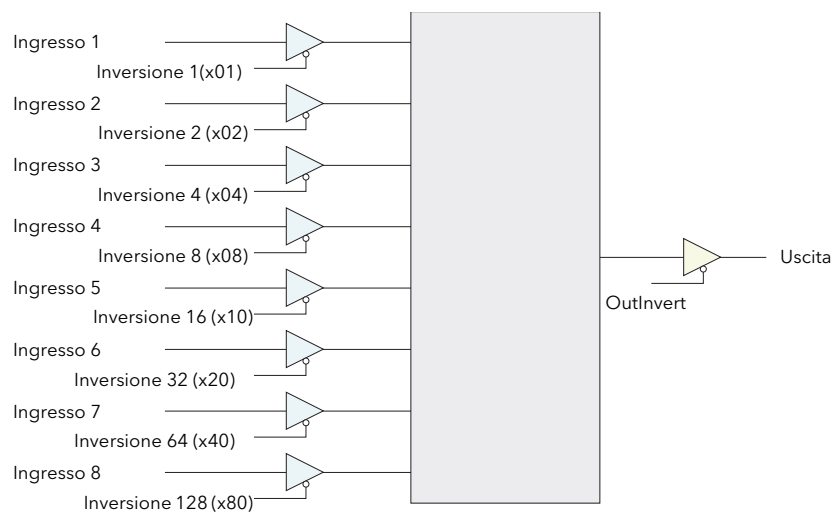 Ingresso 1
Inversione 1(x01)
Ingresso 2
Inversione 2 (x02)
Ingresso 3
Inversione 4 (x04)
Ingresso 4
Inversione 8 (x08)
Uscita
Ingresso 5
OutInvert
Inversione 16 (x10)
Ingresso 6
Inversione 32 (x20)
Ingresso 7
Inversione 64 (x40)
Ingresso 8
Inversione 128 (x80)